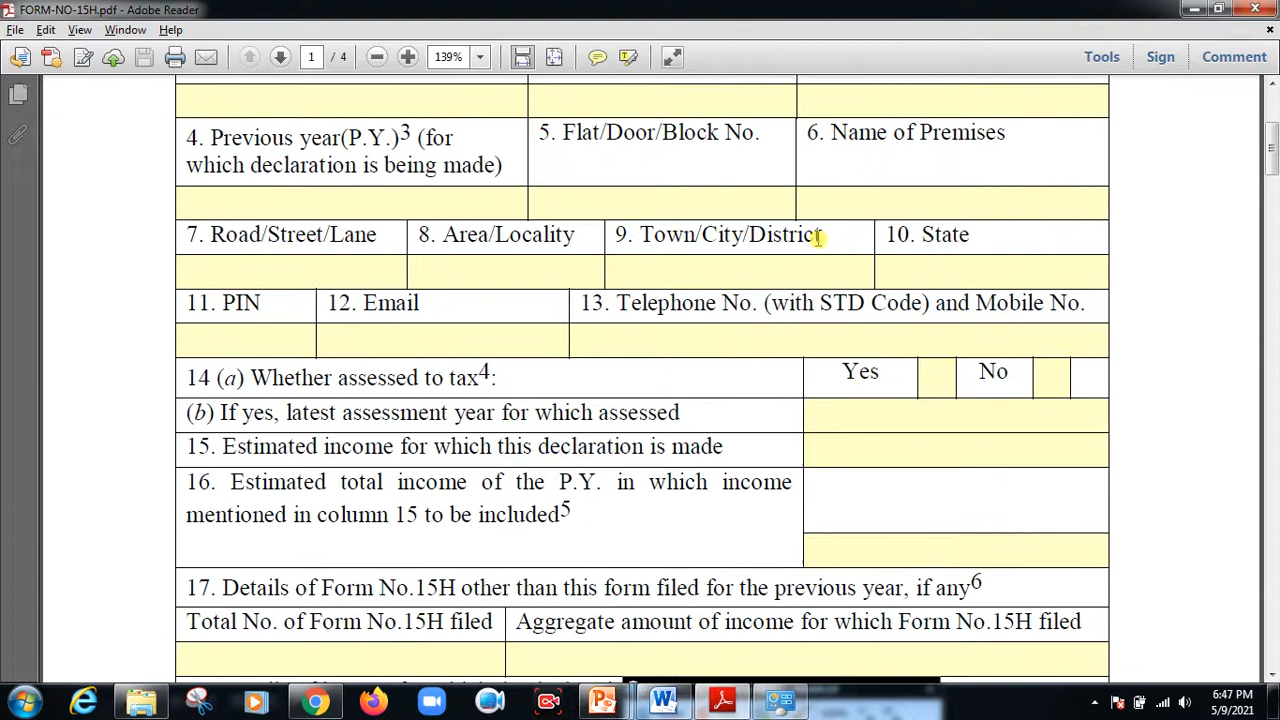 FORM-NO-15H.pdf - Adobe Reader
File Edit View Window Help
1 / 4 139% Tools Sign Comment
4. Previous year(P.Y.)3 (for
which declaration is being made)
5. Flat/Door/Block No.
6. Name of Premises
7. Road/Street/Lane
8. Area/Locality
9. Town/City/District
10. State
11. PIN
12. Email
13. Telephone No. (with STD Code) and Mobile No.
14 (a) Whether assessed to tax4:
Yes
No
(b) If yes, latest assessment year for which assessed
15. Estimated income for which this declaration is made
16. Estimated total income of the P.Y. in which income
mentioned in column 15 to be included5
17. Details of Form No.15H other than this form filed for the previous year, if any6
Total No. of Form No.15H filed
Aggregate amount of income for which Form No.15H filed
6:47 PM
5/9/2021